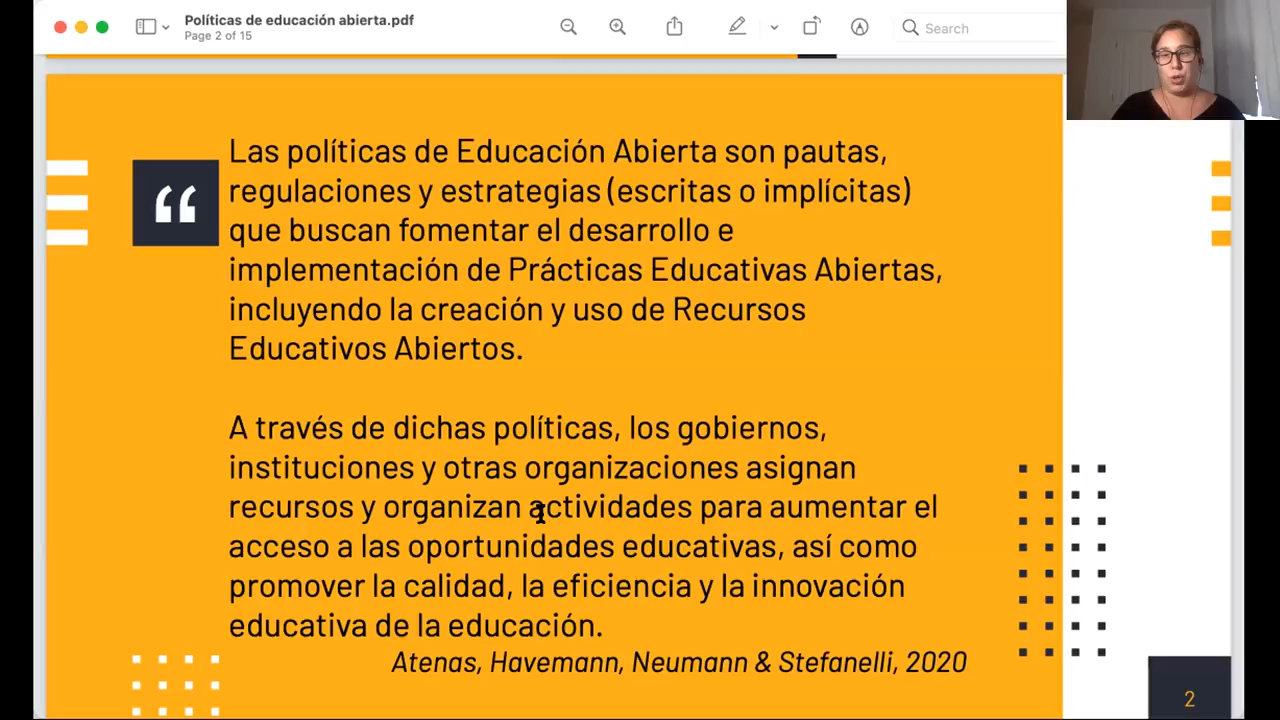 Políticas de educación abierta.pdf
Page 2 of 15
Search
“
Las políticas de Educación Abierta son pautas,
regulaciones y estrategias (escritas o implícitas)
que buscan fomentar el desarrollo e
implementación de Prácticas Educativas Abiertas,
incluyendo la creación y uso de Recursos
Educativos Abiertos.
A través de dichas políticas, los gobiernos,
instituciones y otras organizaciones asignan
recursos y organizan actividades para aumentar el
acceso a las oportunidades educativas, así como
promover la calidad, la eficiencia y la innovación
educativa de la educación.
Atenas, Havemann, Neumann & Stefanelli, 2020
2